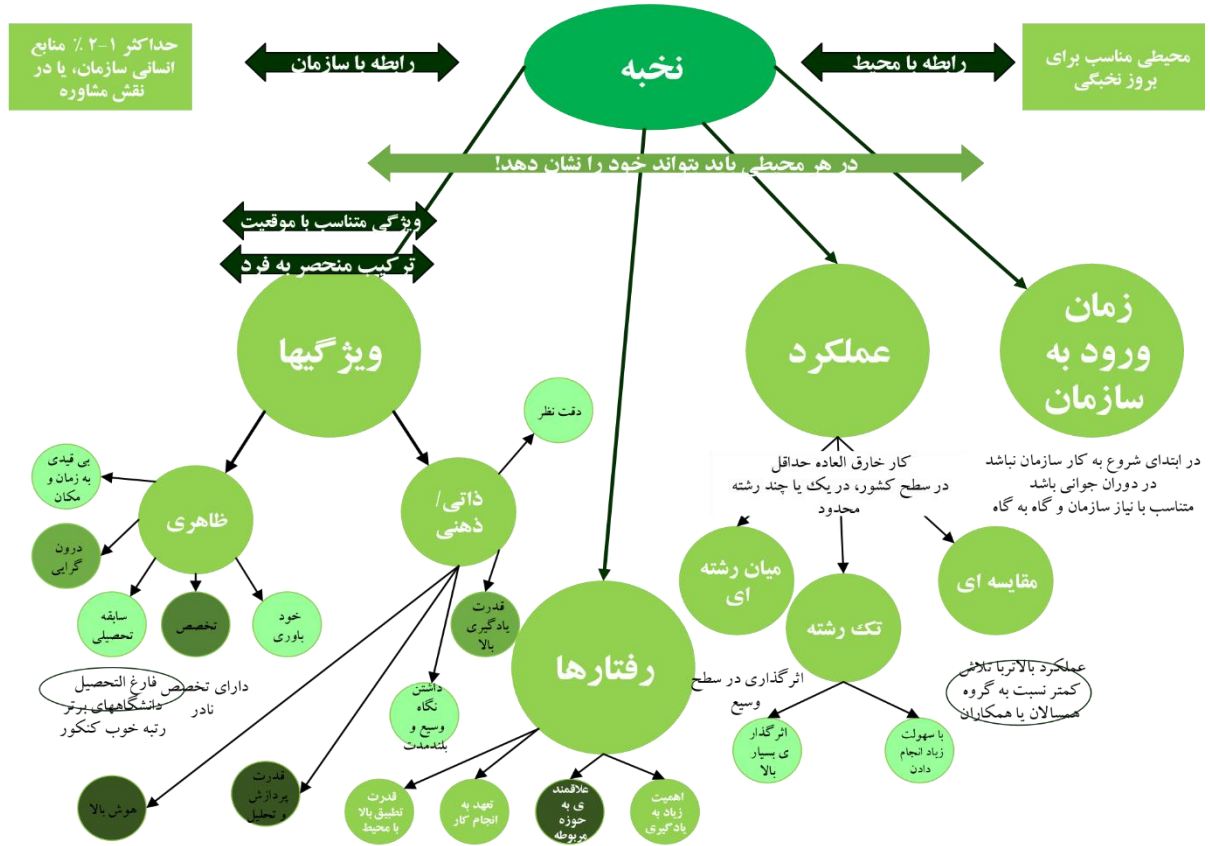 حداکثر ۱-۲ % منابع
انسانی سازمان، یا در
نقش مشاوره
رابطه با سازمان
نخبه
رابطه با محیط
محیطی مناسب برای
بروز نخبگی
در هر محیطی باید بتواند خود را نشان دهد!
ویژگی متناسب با موقعیت
ترکیب منحصر به فرد
ویژگیها
عملکرد
زمان
ورود به
سازمان
در ابتدای شروع به کار سازمان نباشد
در دوران جوانی باشد
متناسب با نیاز سازمان و گاه به گاه
کار خارق العاده حداقل
در سطح کشور، در یک یا چند رشته
محدود
میان رشته
ای
تک رشته
مقایسه ای
عملکرد بالاتربا تلاش
کمتر نسبت به گروه
همسالان یا همکاران
اثرگذاری در سطح
وسیع
اثرگذار
ی بسیار
بالا
با سهولت
زیاد انجام
دادن
دقت نظر
ذاتی/
ذهنی
ظاهری
بی قیدی
به زمان و
مکان
درون
گرایی
سابقه
تحصیلی
تخصص
خود
باوری
فارغ التحصیل
دانشگاههای برتر
رتبه خوب کنکور
دارای تخصص
نادر
قدرت
یادگیری
بالا
داشتن
نگاه
وسیع و
بلندمدت
هوش بالا
قدرت
پردازش
و تحلیل
رفتارها
قدرت
تطبیق بالا
با محیط
تعهد به
انجام کار
علاقمند
ی به
حوزه
مربوطه
اهمیت
زیاد به
یادگیری